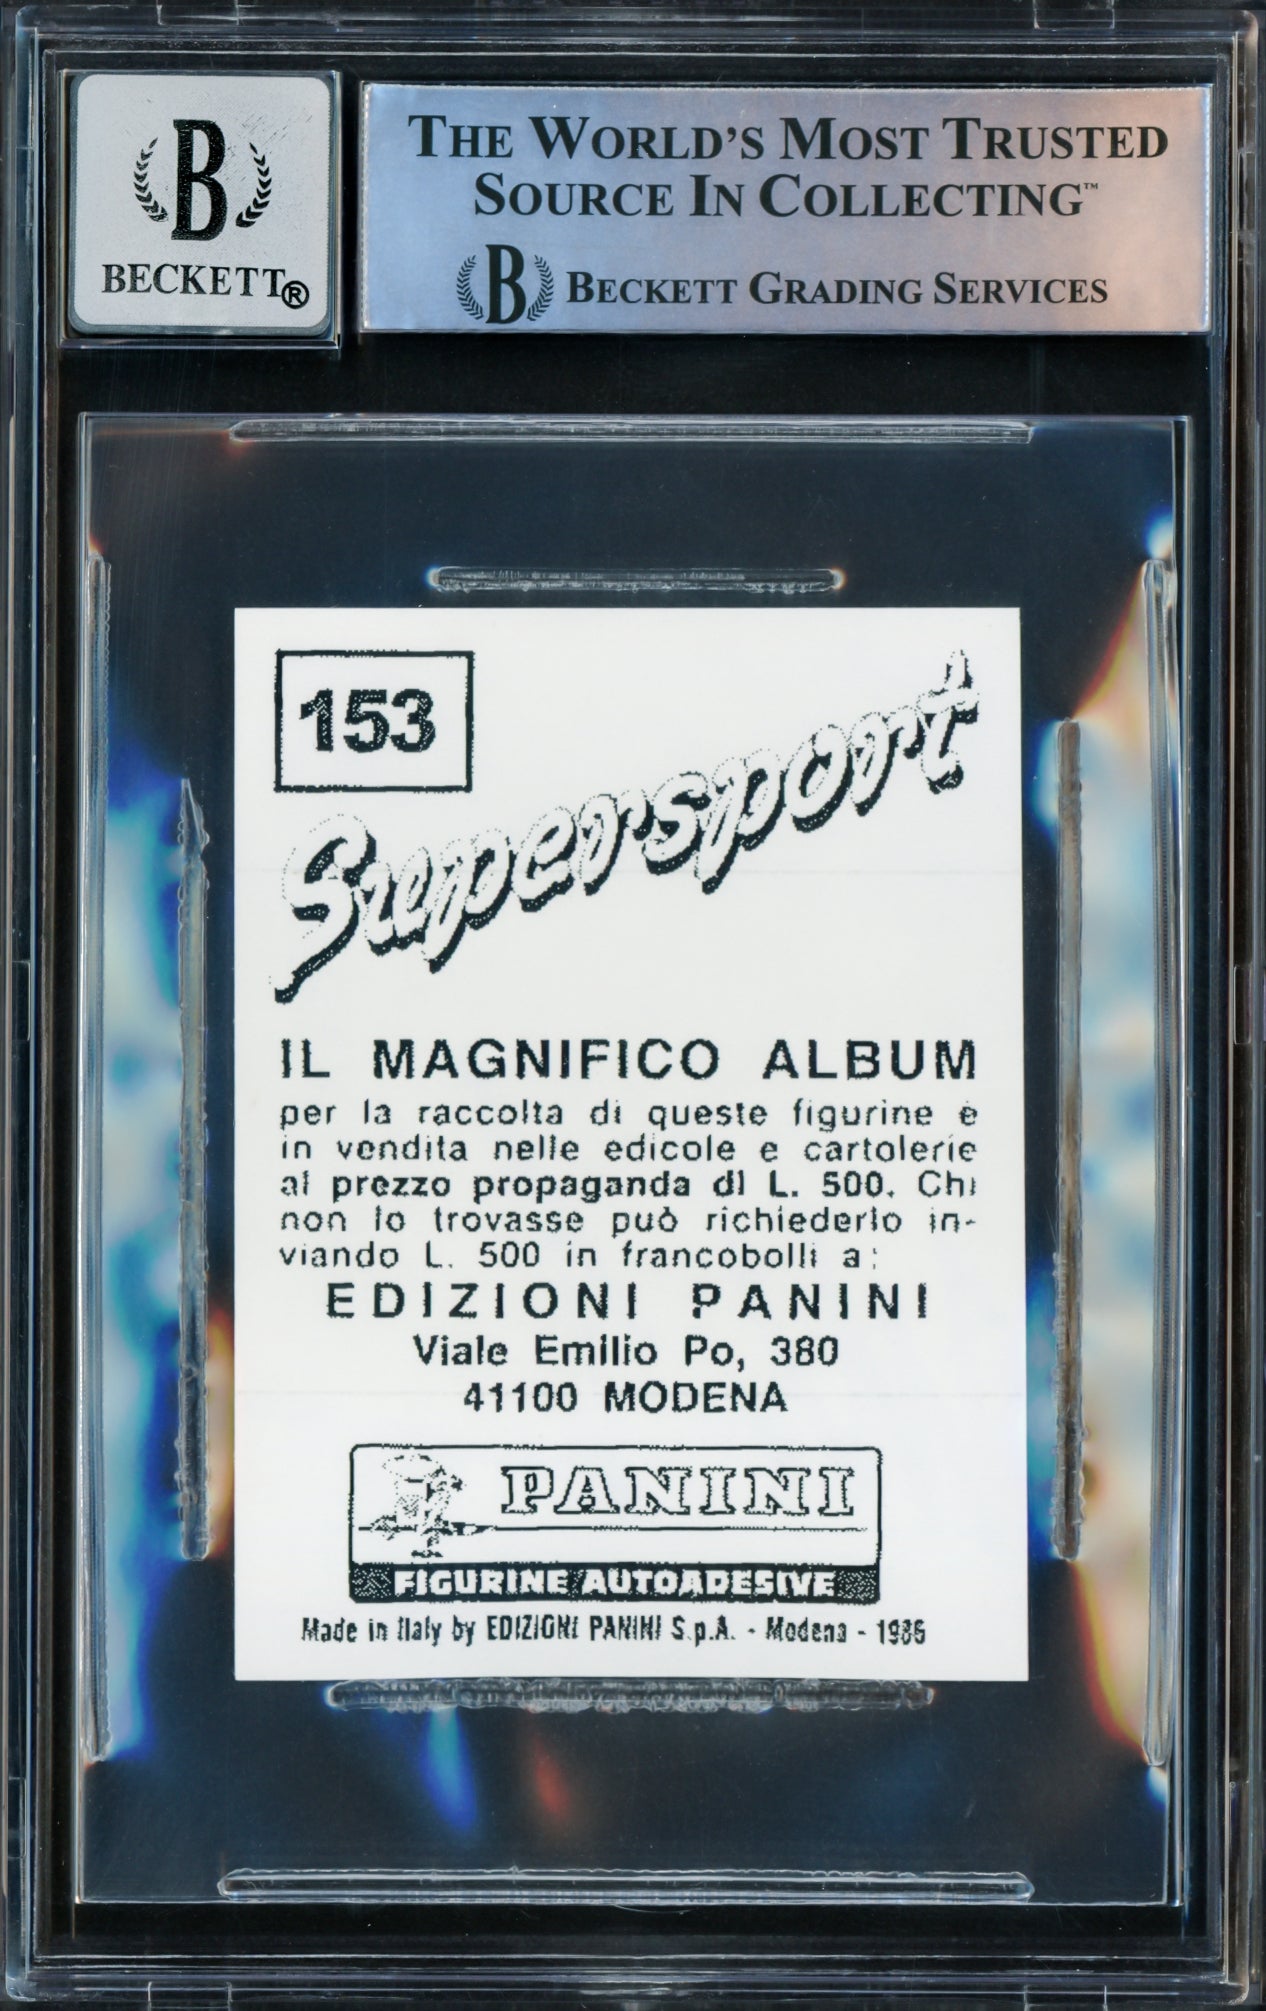 B
BECKETT®
THE WORLD'S MOST TRUSTED
SOURCE IN COLLECTING™
B BECKETT GRADING SERVICES
153
Supersport
IL MAGNIFICO ALBUM
per la raccolta di queste figurine è
in vendita nelle edicole e cartolerie
al prezzo propaganda di L. 500. Chi
non lo trovasse può richiederlo in-
viando L. 500 in francobolli a:
EDIZIONI PANINI
Viale Emilio Po, 380
41100 MODENA
PANINI
FIGURINE AUTOADESIVE
Made in Italy by EDIZIONI PANINI S.p.A. - Modena - 1986